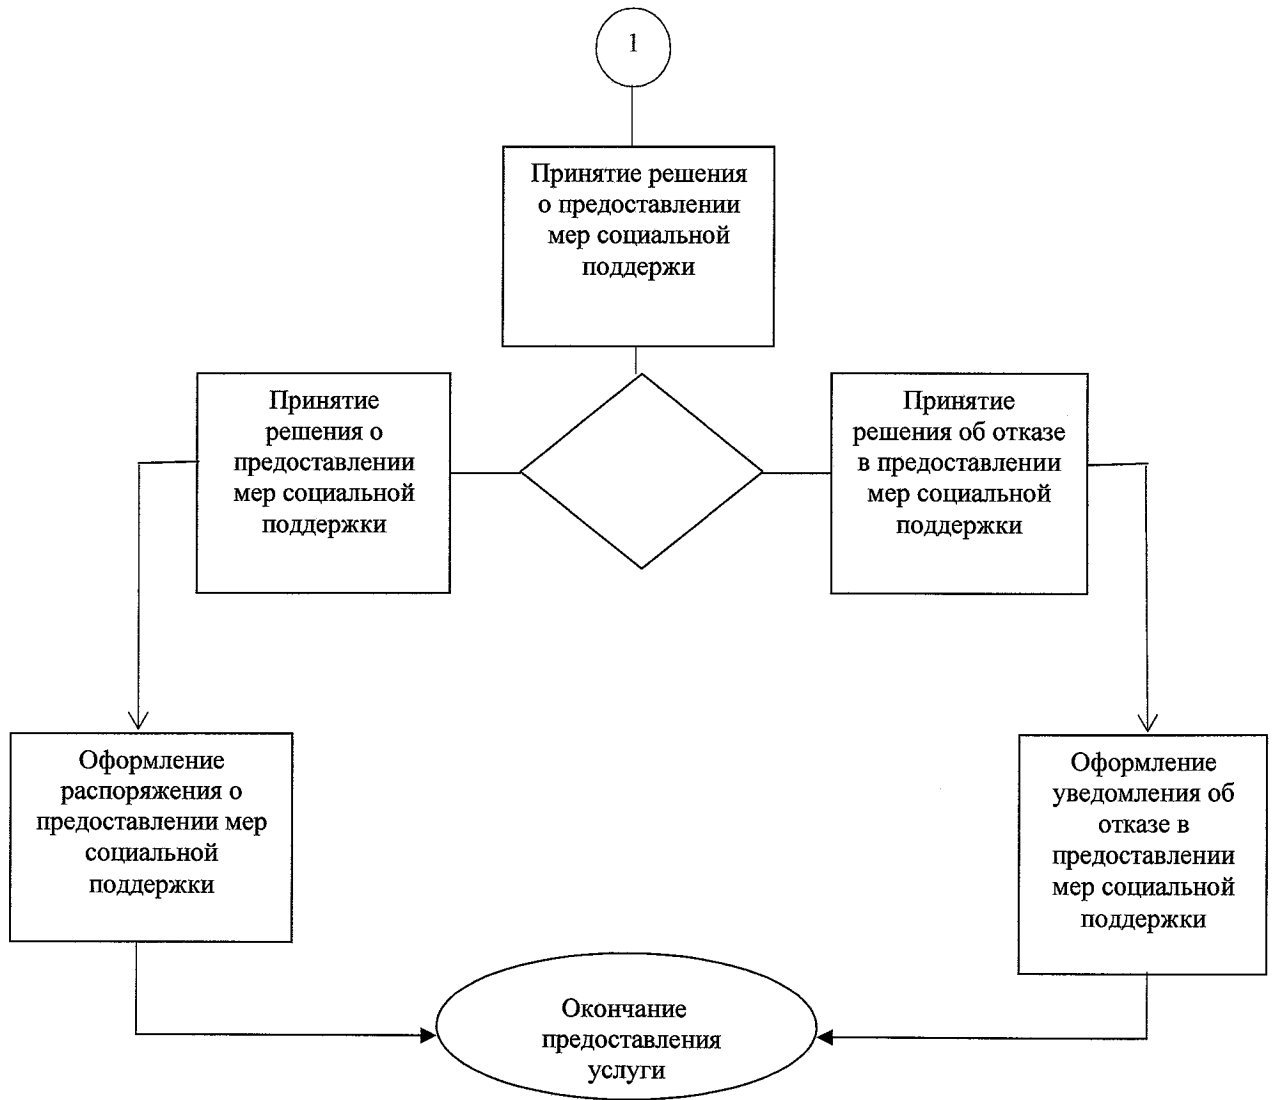 1
Принятие решения
о предоставлении
мер социальной
поддержи
Принятие
решения о
предоставлении
мер социальной
поддержки
Принятие
решения об отказе
в предоставлении
мер социальной
поддержки
Оформление
распоряжения о
предоставлении мер
социальной
поддержки
Оформление
уведомления об
отказе в
предоставлении
мер социальной
поддержки
Окончание
предоставления
услуги